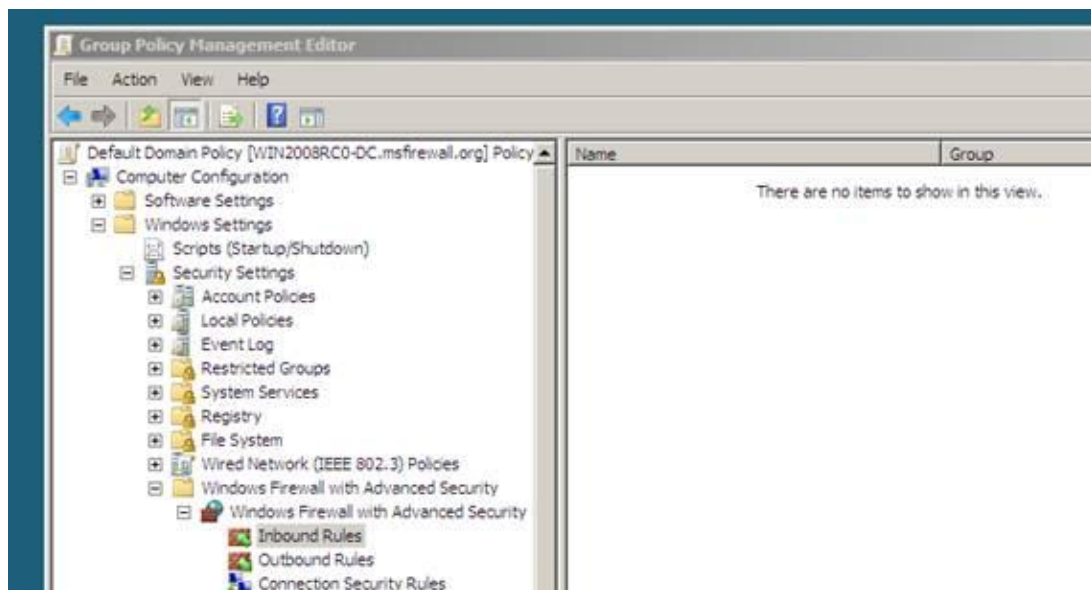 Group Policy Management Editor
File Action View Help
Default Domain Policy [WIN2008RC0-DC.msfirewall.org] Policy
Name Group
Computer Configuration
There are no items to show in this view.
Software Settings
Windows Settings
Scripts (Startup/Shutdown)
Security Settings
Account Policies
Local Policies
Event Log
Restricted Groups
System Services
Registry
File System
Wired Network (IEEE 802.3) Policies
Windows Firewall with Advanced Security
Windows Firewall with Advanced Security
Inbound Rules
Outbound Rules
Connection Security Rules